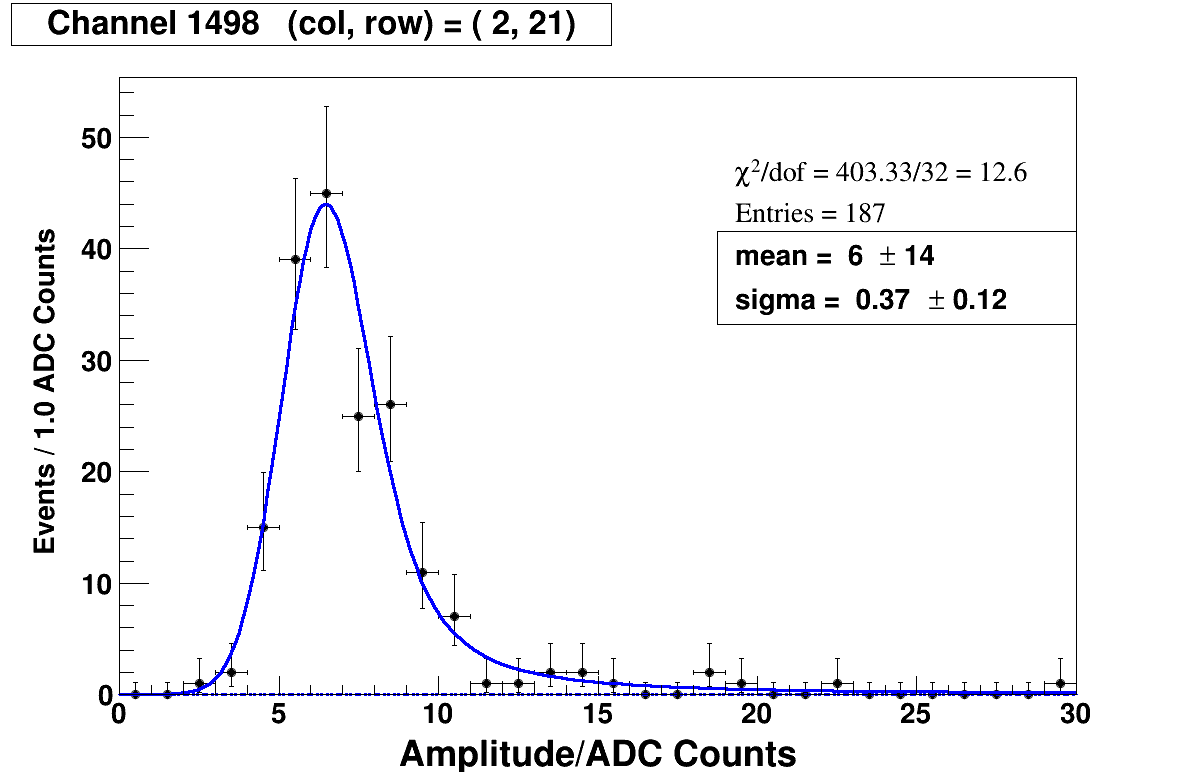 Channel 1498 (col, row) = ( 2, 21)
χ²/dof = 403.33/32 = 12.6
Entries = 187
mean = 6 ± 14
sigma = 0.37 ± 0.12
Events / 1.0 ADC Counts
50
40
30
20
10
0
0 5 10 15 20 25 30
Amplitude/ADC Counts